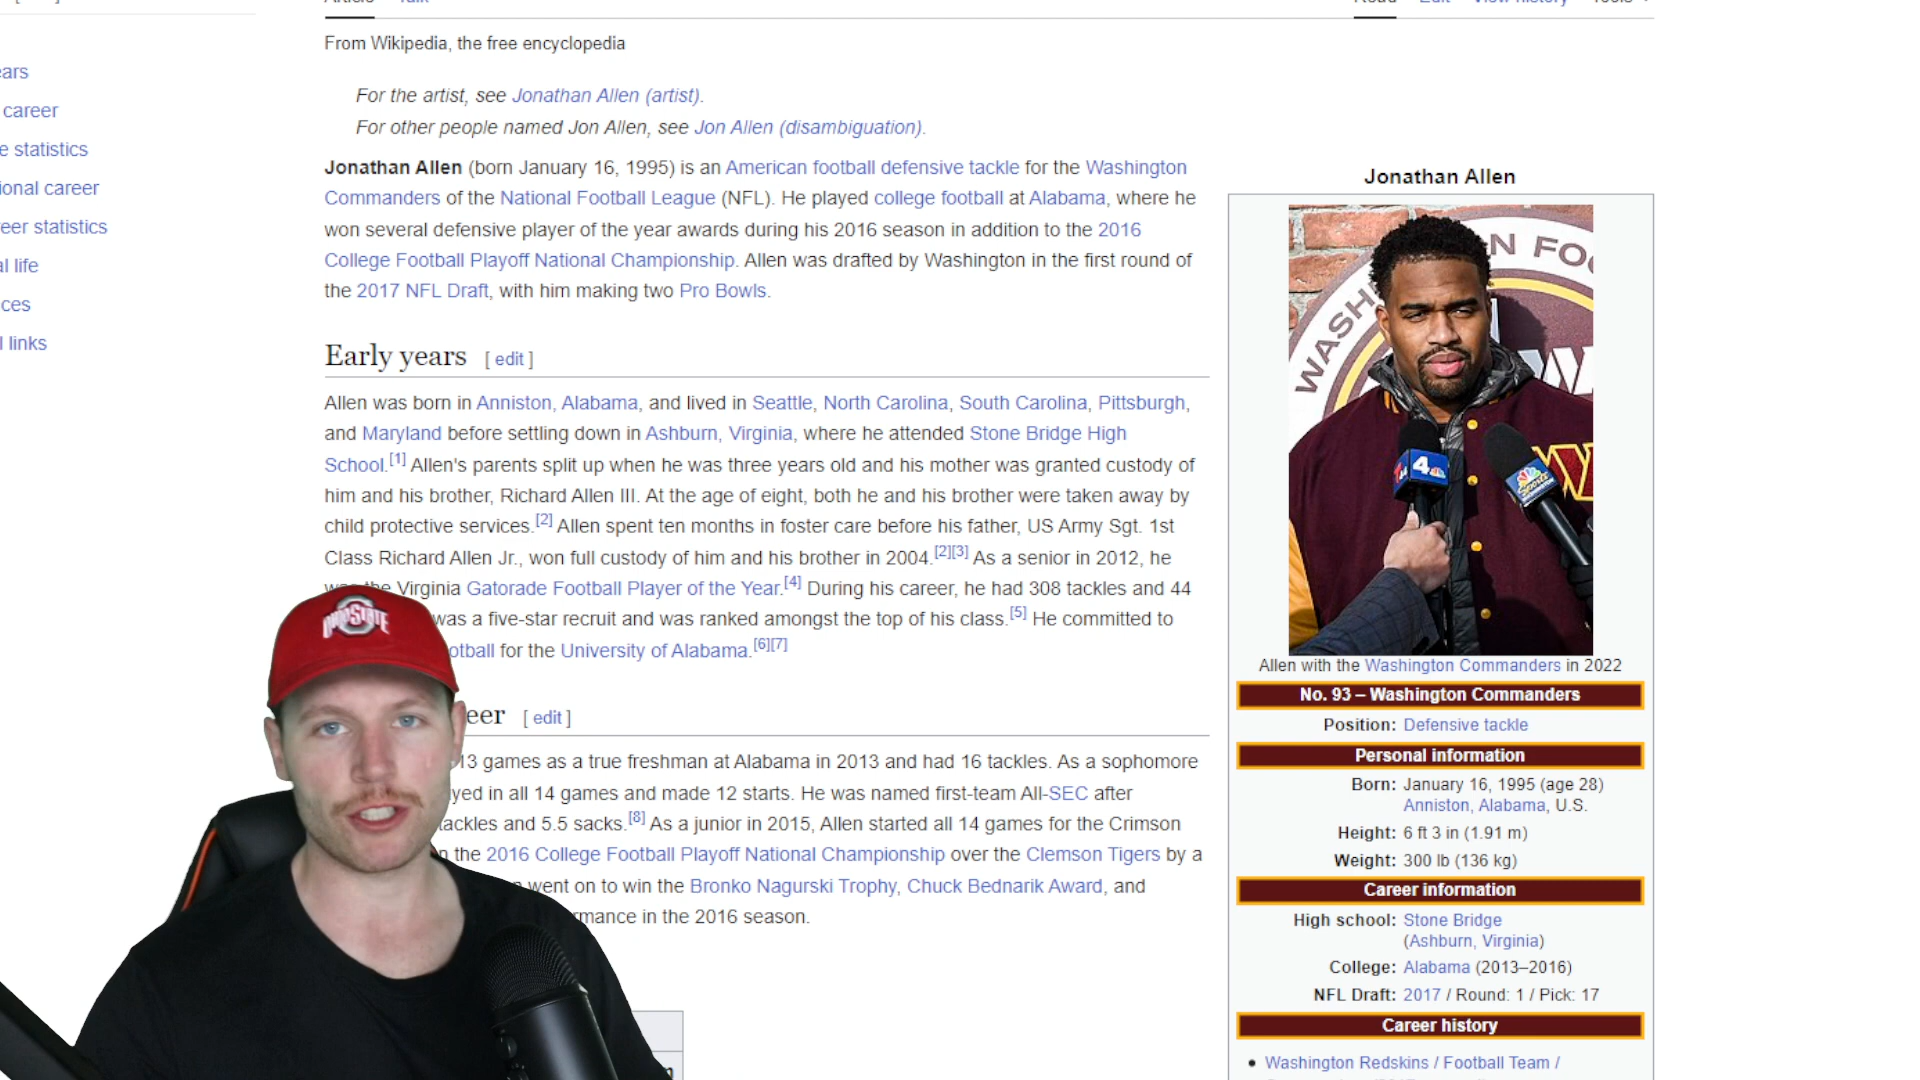 Read Edit View history Tools
From Wikipedia, the free encyclopedia
For the artist, see Jonathan Allen (artist).
For other people named Jon Allen, see Jon Allen (disambiguation).
Jonathan Allen (born January 16, 1995) is an American football defensive tackle for the Washington
Commanders of the National Football League (NFL). He played college football at Alabama, where he
won several defensive player of the year awards during his 2016 season in addition to the 2016
College Football Playoff National Championship. Allen was drafted by Washington in the first round of
the 2017 NFL Draft, with him making two Pro Bowls.
Early years [ edit ]
Allen was born in Anniston, Alabama, and lived in Seattle, North Carolina, South Carolina, Pittsburgh,
and Maryland before settling down in Ashburn, Virginia, where he attended Stone Bridge High
School.[1] Allen's parents split up when he was three years old and his mother was granted custody of
him and his brother, Richard Allen III. At the age of eight, both he and his brother were taken away by
child protective services.[2] Allen spent ten months in foster care before his father, US Army Sgt. 1st
Class Richard Allen Jr., won full custody of him and his brother in 2004.[2][3] As a senior in 2012, he
was the Virginia Gatorade Football Player of the Year.[4] During his career, he had 308 tackles and 44
was a five-star recruit and was ranked amongst the top of his class.[5] He committed to
otball for the University of Alabama.[6][7]
eer [ edit ]
13 games as a true freshman at Alabama in 2013 and had 16 tackles. As a sophomore
yed in all 14 games and made 12 starts. He was named first-team All-SEC after
tackles and 5.5 sacks.[8] As a junior in 2015, Allen started all 14 games for the Crimson
the 2016 College Football Playoff National Championship over the Clemson Tigers by a
went on to win the Bronko Nagurski Trophy, Chuck Bednarik Award, and
rmance in the 2016 season.
ears
career
e statistics
ional career
eer statistics
al life
ces
l links
Jonathan Allen
WASH
N FOO
4
Sports
Allen with the Washington Commanders in 2022
No. 93 – Washington Commanders
Position: Defensive tackle
Personal information
Born: January 16, 1995 (age 28)
Anniston, Alabama, U.S.
Height: 6 ft 3 in (1.91 m)
Weight: 300 lb (136 kg)
Career information
High school: Stone Bridge
(Ashburn, Virginia)
College: Alabama (2013–2016)
NFL Draft: 2017 / Round: 1 / Pick: 17
Career history
Washington Redskins / Football Team /
OHIO STATE